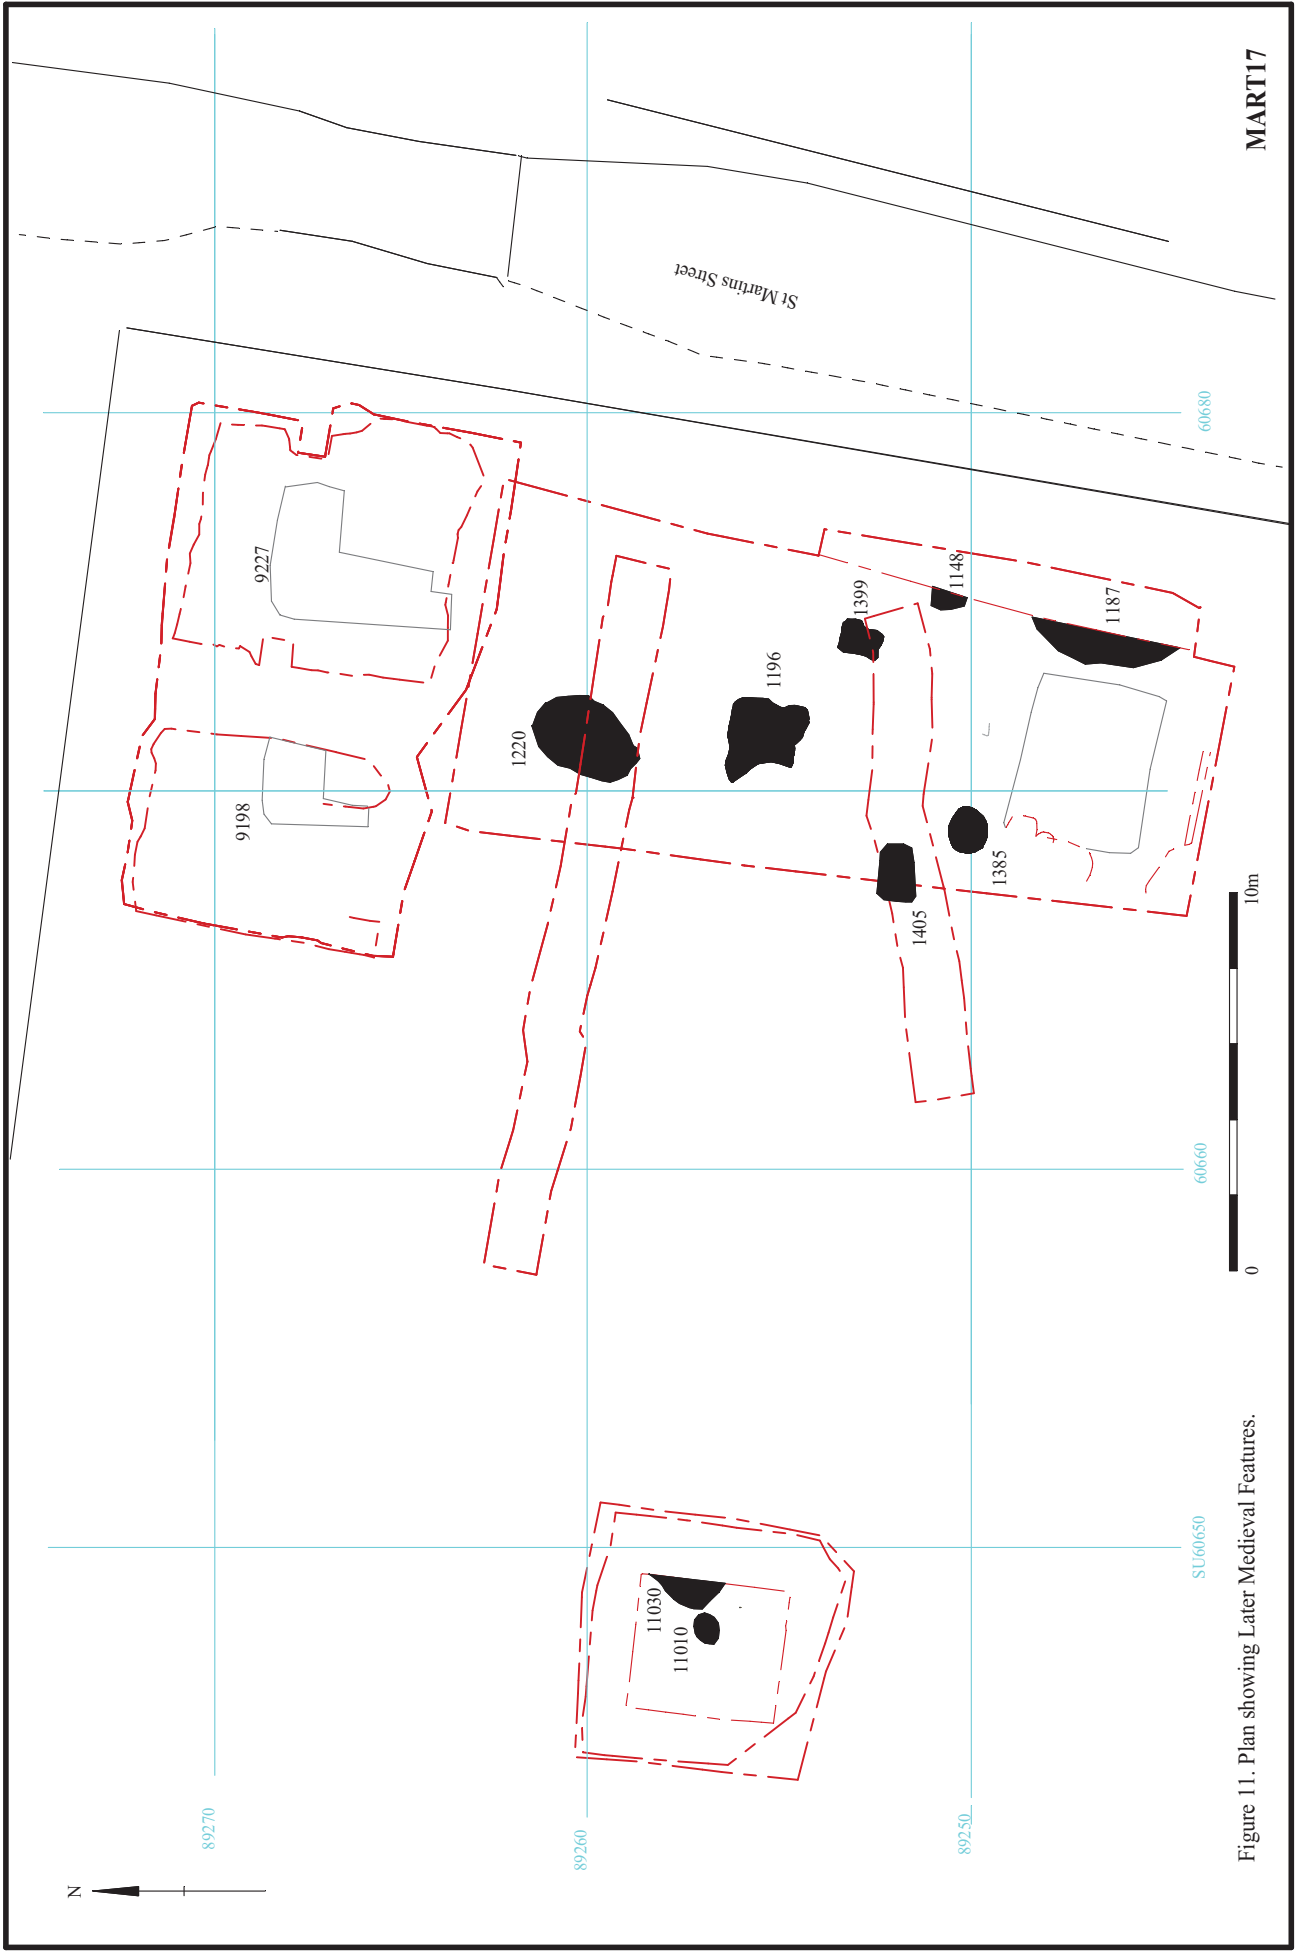 MART17
St Martins Street
60680
9227
9198
1220
1196
1399
1148
1187
1385
1405
10m
0
60660
SU60650
11030
11010
89270
89260
89250
N
Figure 11. Plan showing Later Medieval Features.